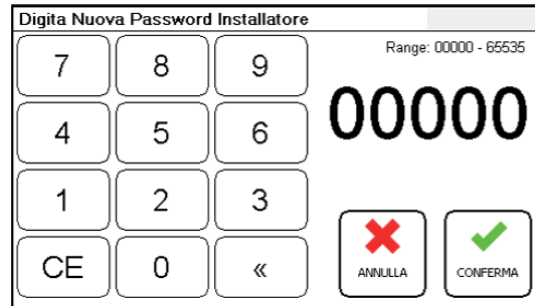 Digita Nuova Password Installatore
Range: 00000 - 65535
00000
7 8 9
4 5 6
1 2 3
CE 0 «
ANNULLA CONFERMA